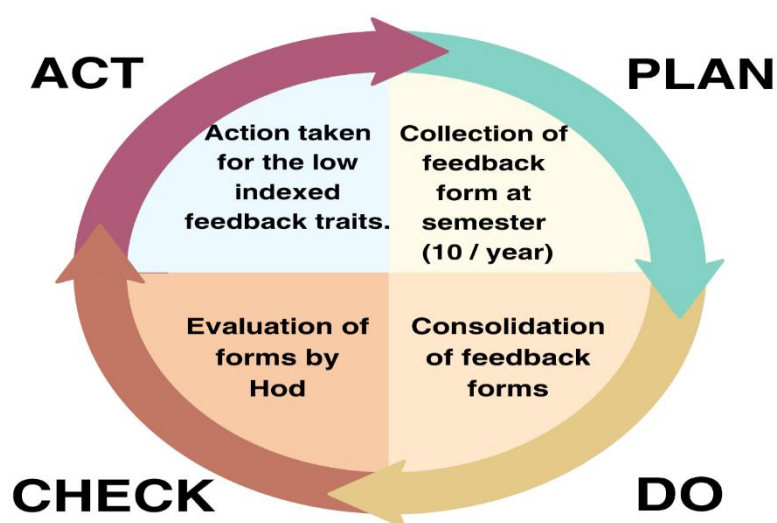 ACT
PLAN
Action taken
for the low
indexed
feedback traits.
Collection of
feedback
form at
semester
(10 / year)
Evaluation of
forms by
Hod
Consolidation
of feedback
forms
CHECK
DO